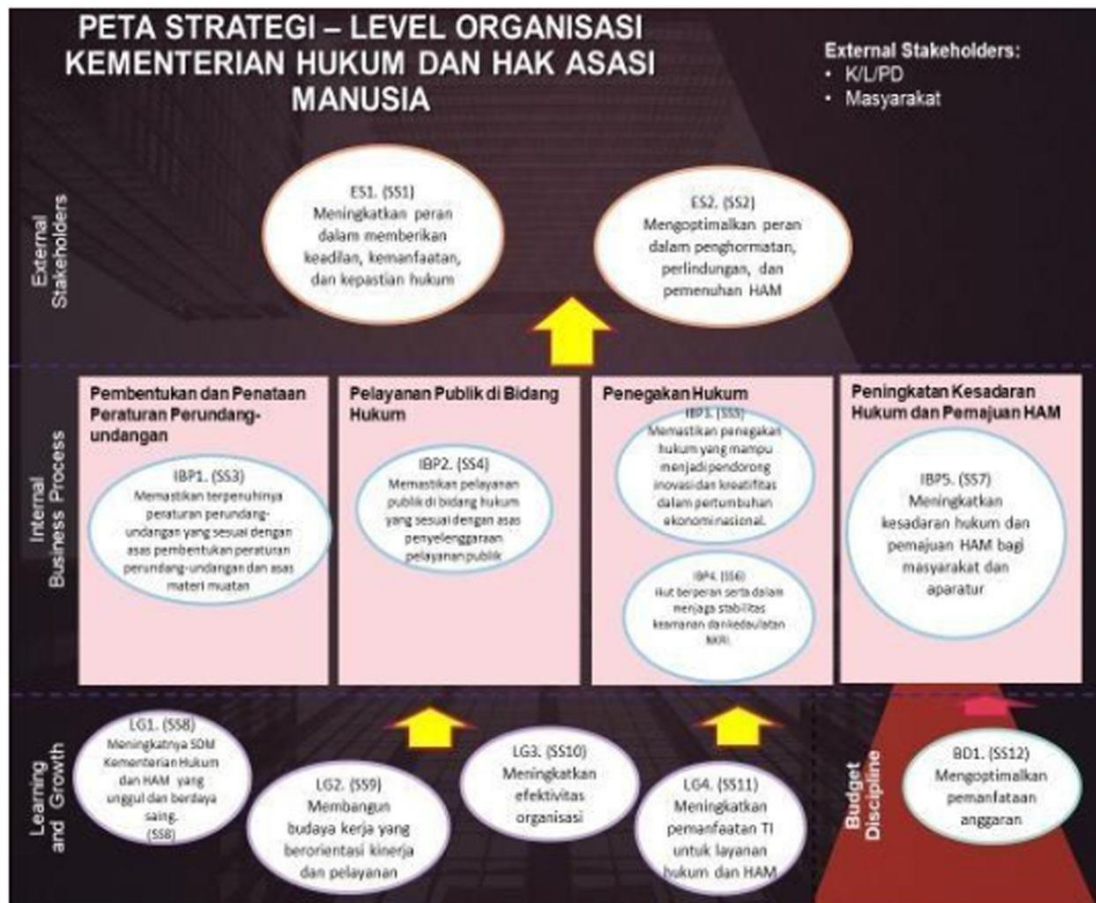 PETA STRATEGI – LEVEL ORGANISASI
KEMENTERIAN HUKUM DAN HAK ASASI
MANUSIA
External Stakeholders:
• K/L/PD
• Masyarakat
External
Stakeholders
ES1. (SS1)
Meningkatkan peran
dalam memberikan
keadilan, kemanfaatan,
dan kepastian hukum
ES2. (SS2)
Mengoptimalkan peran
dalam penghormatan,
perlindungan, dan
pemenuhan HAM
Internal
Business Process
Pembentukan dan Penataan
Peraturan Perundang-
undangan
IBP1. (SS3)
Memastikan terpenuhinya
peraturan perundang-
undangan yang sesuai dengan
asas pembentukan peraturan
perundang-undangan dan asas
materi muatan
Pelayanan Publik di Bidang
Hukum
IBP2. (SS4)
Memastikan pelayanan
publik di bidang hukum
yang sesuai dengan asas
penyelenggaraan
pelayanan publik
Penegakan Hukum
IBP3. (SS5)
Memastikan penegakan
hukum yang mampu
menjadi pendorong
inovasi dan kreatifitas
dalam pertumbuhan
ekonomi nasional.
IBP4. (SS6)
Ikut berperan serta dalam
menjaga stabilitas
keamanan dan kedaulatan
NKRI.
Peningkatan Kesadaran
Hukum dan Pemajuan HAM
IBP5. (SS7)
Meningkatkan
kesadaran hukum dan
pemajuan HAM bagi
masyarakat dan
aparatur
Learning
and Growth
LG1. (SS8)
Meningkatnya SDM
Kementerian Hukum
dan HAM yang
unggul dan berdaya
saing.
(SS8)
LG2. (SS9)
Membangun
budaya kerja yang
berorientasi kinerja
dan pelayanan
LG3. (SS10)
Meningkatkan
efektivitas
organisasi
LG4. (SS11)
Meningkatkan
pemanfaatan TI
untuk layanan
hukum dan HAM
Budget
Discipline
BD1. (SS12)
Mengoptimalkan
pemanfataan
anggaran